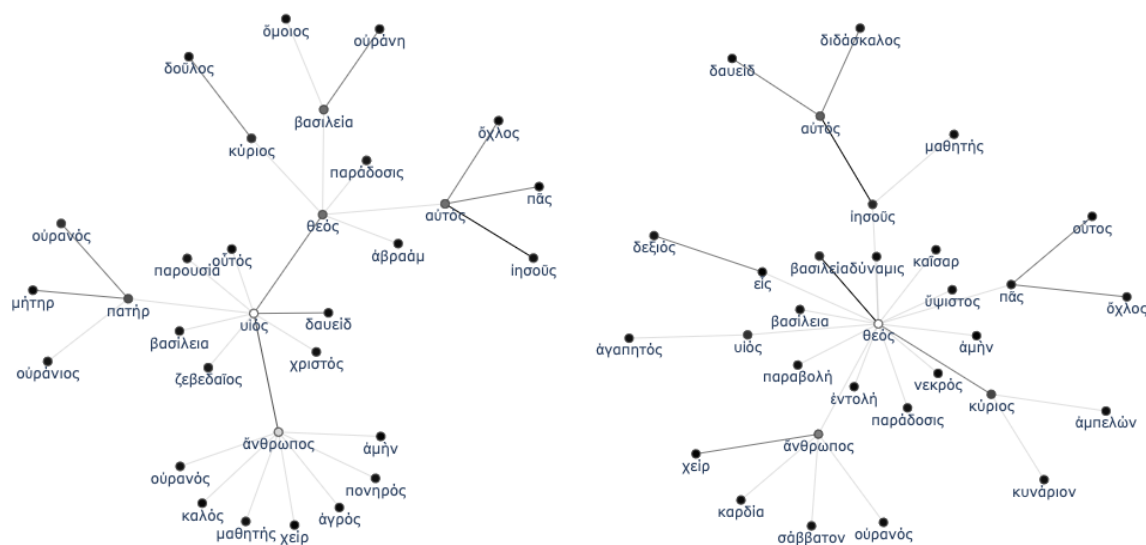 ὅμοιος
οὐράνη
δοῦλος
βασιλεία
κύριος
ὄχλος
παράδοσις
πᾶς
θεός
αὐτός
οὐρανός
ἀβραάμ
οὗτός
παρουσία
ἰησοῦς
μήτηρ
πατήρ
υἱός
δαυείδ
βασίλεια
χριστός
οὐράνιος
ζεβεδαῖος
ἄνθρωπος
ἀμήν
οὐρανός
πονηρός
καλός
ἀγρός
μαθητής
χείρ
διδάσκαλος
δαυείδ
αὐτός
μαθητής
ἰησοῦς
οὗτος
δεξιός
βασιλεία
δύναμις
καῖσαρ
εἷς
πᾶς
ὕψιστος
ὄχλος
βασίλεια
θεός
ἀγαπητός
υἱός
ἀμήν
παραβολή
νεκρός
ἐντολή
κύριος
παράδοσις
ἀμπελών
ἄνθρωπος
χείρ
κυνάριον
καρδία
σάββατον
οὐρανός